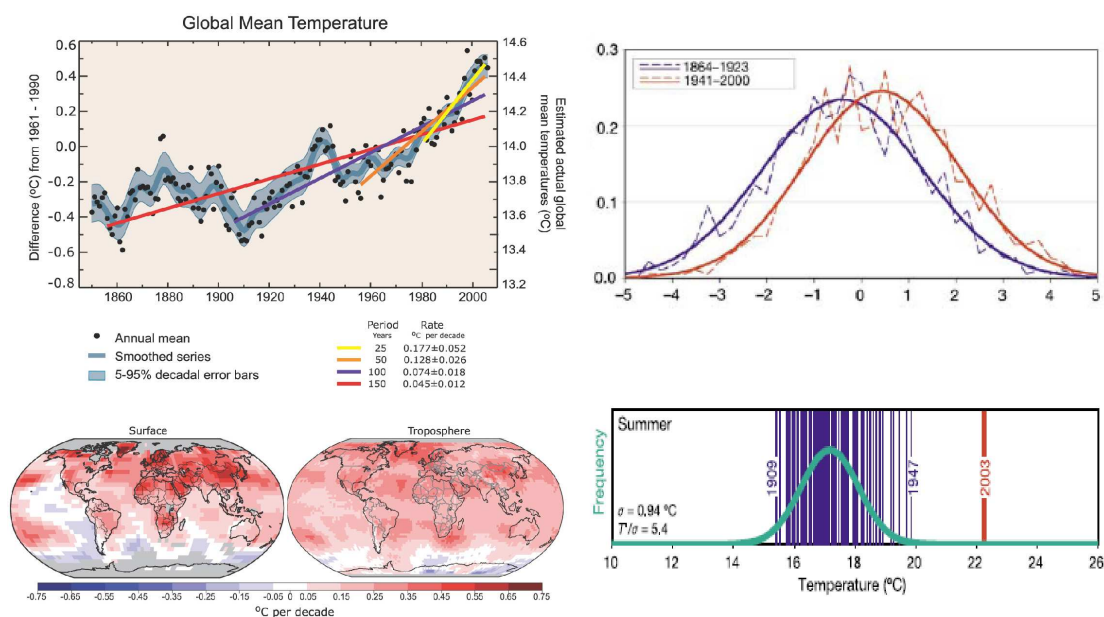 Global Mean Temperature
0.6
0.4
0.2
0.0
-0.2
-0.4
-0.6
-0.8
Difference (ºC) from 1961 - 1990
14.6
14.4
14.2
14.0
13.8
13.6
13.4
13.2
Estimated actual global
mean temperatures (ºC)
1860 1880 1900 1920 1940 1960 1980 2000
Annual mean
Smoothed series
5-95% decadal error bars
Period Rate
Years ºC per decade
25 0.177±0.052
50 0.128±0.026
100 0.074±0.018
150 0.045±0.012
0.3
0.2
0.1
0.0
1864–1923
1941–2000
−5 −4 −3 −2 −1 0 1 2 3 4 5
Surface
Troposphere
-0.75 -0.65 -0.55 -0.45 -0.35 -0.25 -0.15 -0.05 0 0.05 0.15 0.25 0.35 0.45 0.55 0.65 0.75
ºC per decade
Summer
Frequency
1909
1947
2003
σ = 0.94 ºC
T'/σ = 5.4
10 12 14 16 18 20 22 24 26
Temperature (ºC)